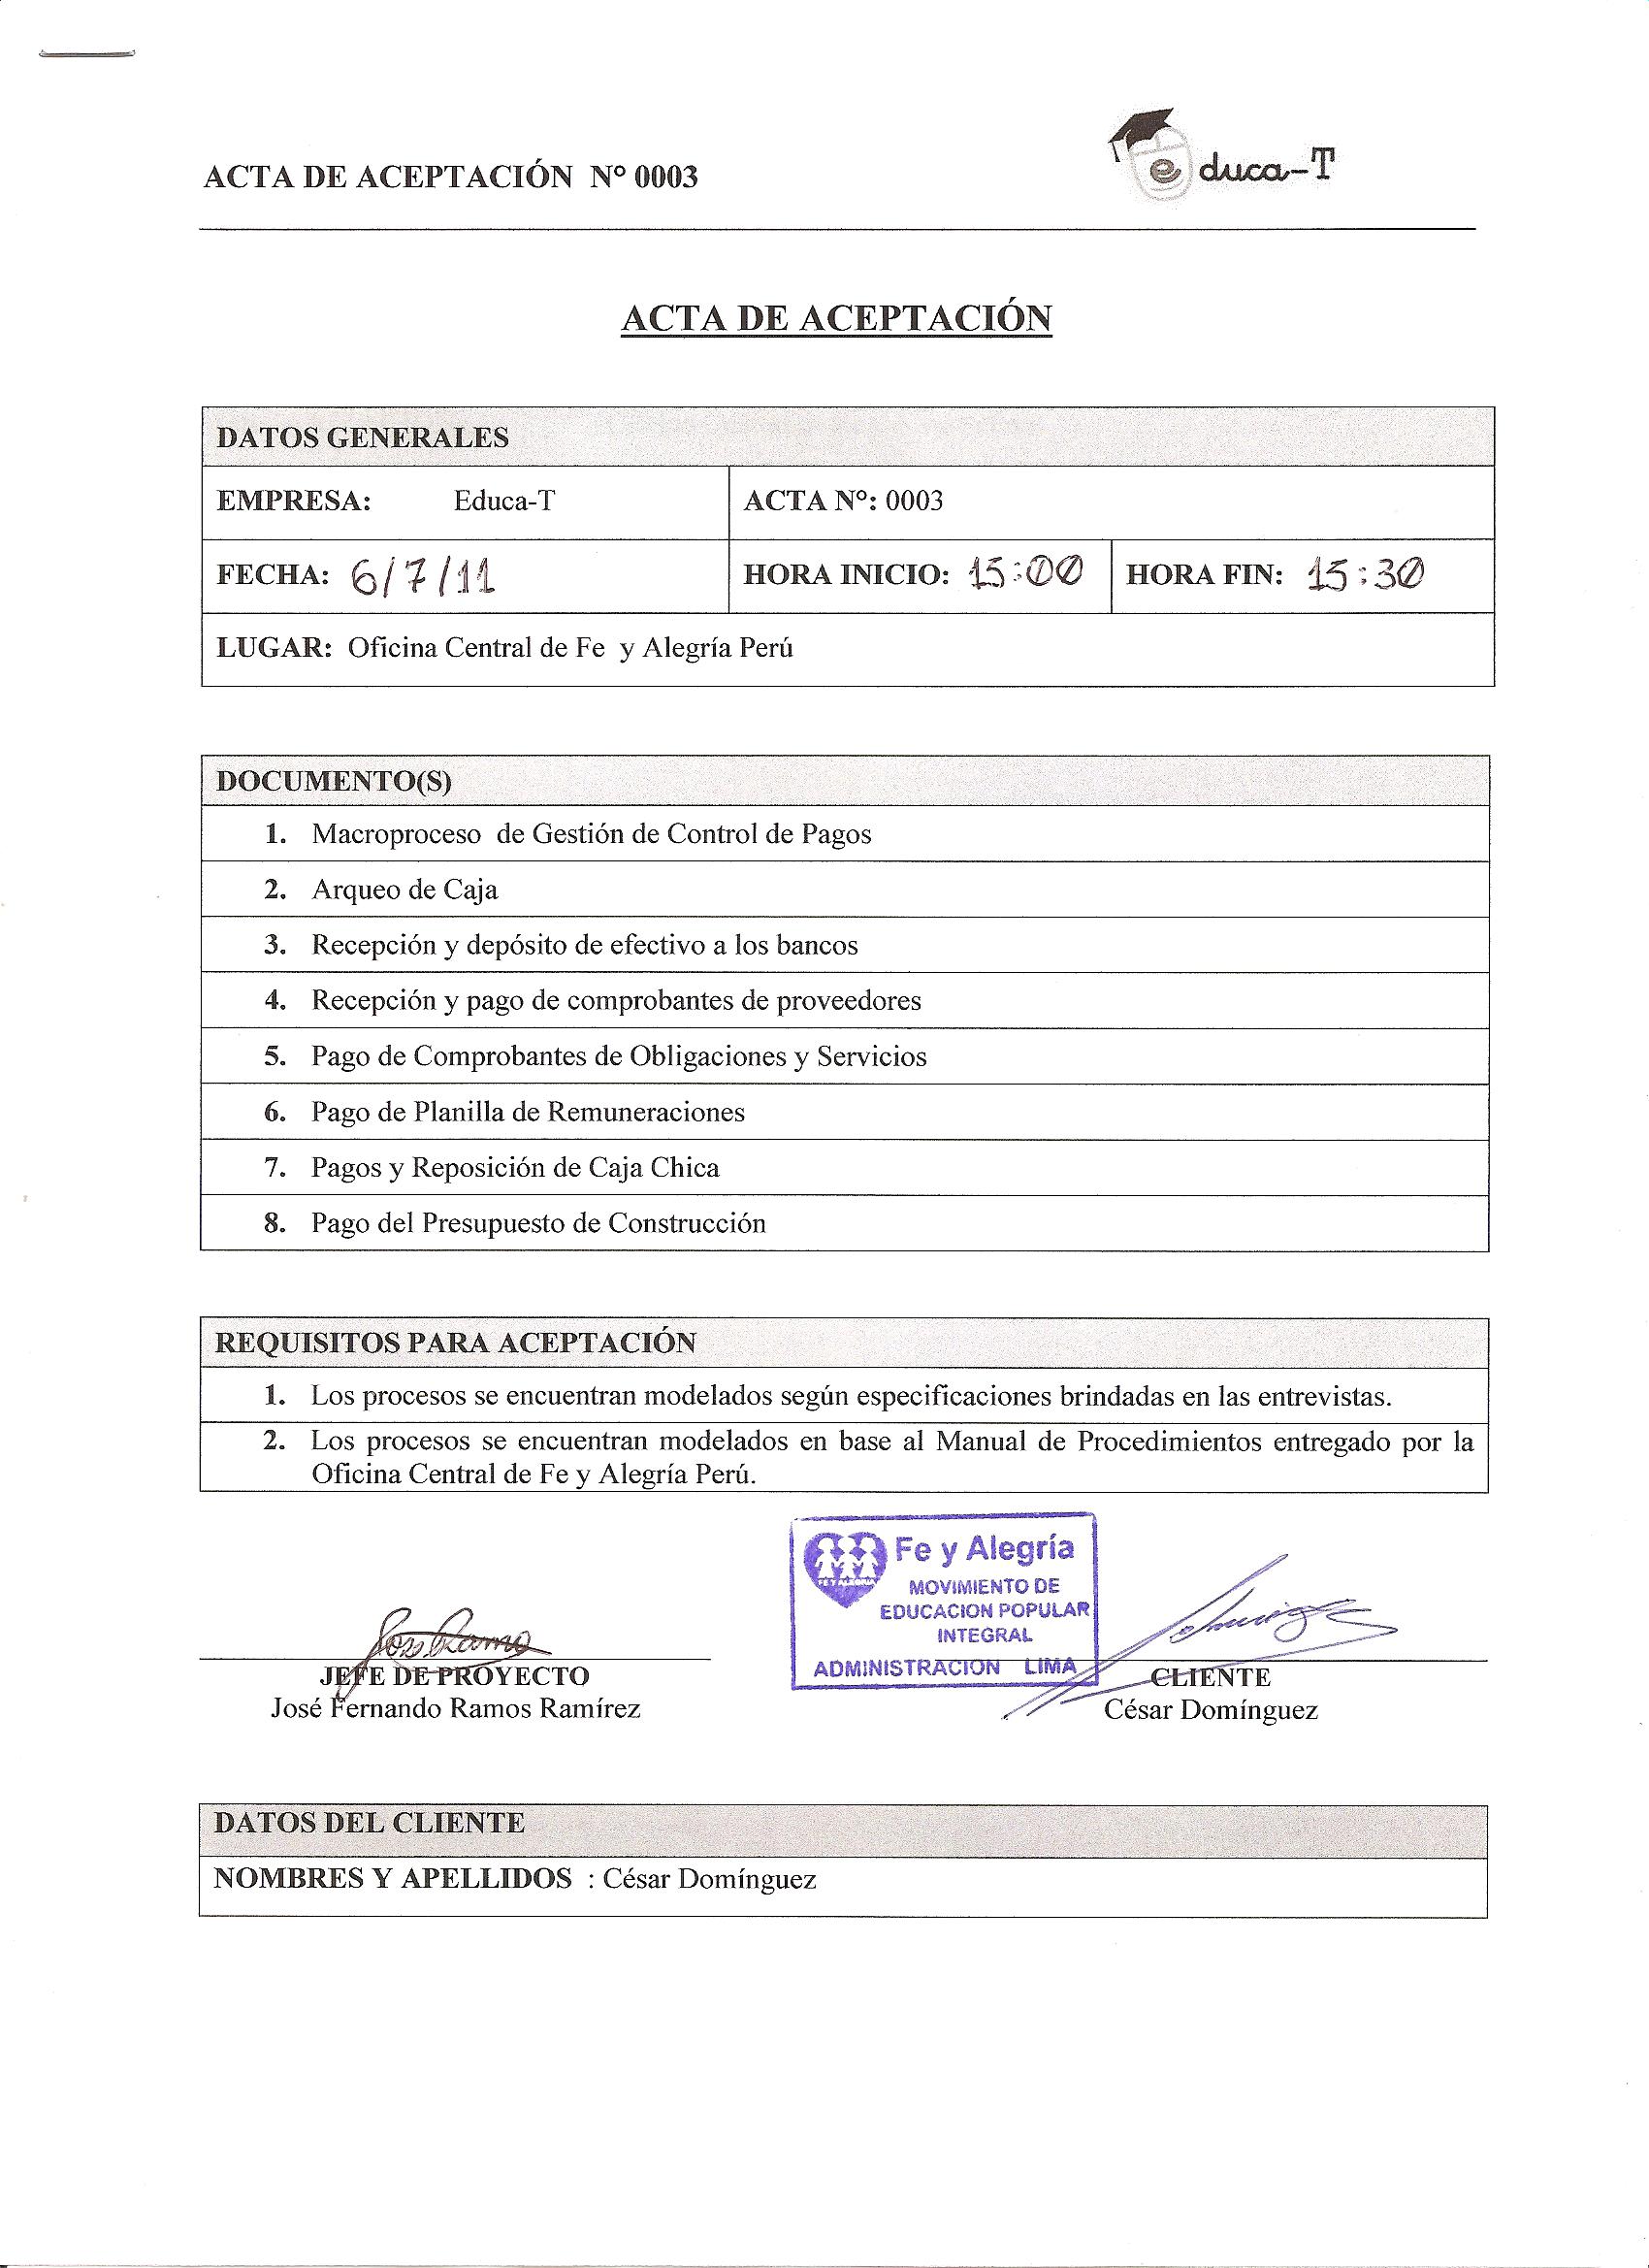 ACTA DE ACEPTACIÓN N° 0003
educa-T
ACTA DE ACEPTACIÓN
DATOS GENERALES
EMPRESA: Educa-T
ACTA N°: 0003
FECHA: 6/7/11
HORA INICIO: 15:00
HORA FIN: 15:30
LUGAR: Oficina Central de Fe y Alegría Perú
DOCUMENTO(S)
1. Macroproceso de Gestión de Control de Pagos
2. Arqueo de Caja
3. Recepción y depósito de efectivo a los bancos
4. Recepción y pago de comprobantes de proveedores
5. Pago de Comprobantes de Obligaciones y Servicios
6. Pago de Planilla de Remuneraciones
7. Pagos y Reposición de Caja Chica
8. Pago del Presupuesto de Construcción
REQUISITOS PARA ACEPTACIÓN
1. Los procesos se encuentran modelados según especificaciones brindadas en las entrevistas.
2. Los procesos se encuentran modelados en base al Manual de Procedimientos entregado por la
Oficina Central de Fe y Alegría Perú.
Fe y Alegría
MOVIMIENTO DE
EDUCACION POPULAR
INTEGRAL
ADMINISTRACION LIMA
JEFE DE PROYECTO
José Fernando Ramos Ramírez
CLIENTE
César Domínguez
DATOS DEL CLIENTE
NOMBRES Y APELLIDOS : César Domínguez